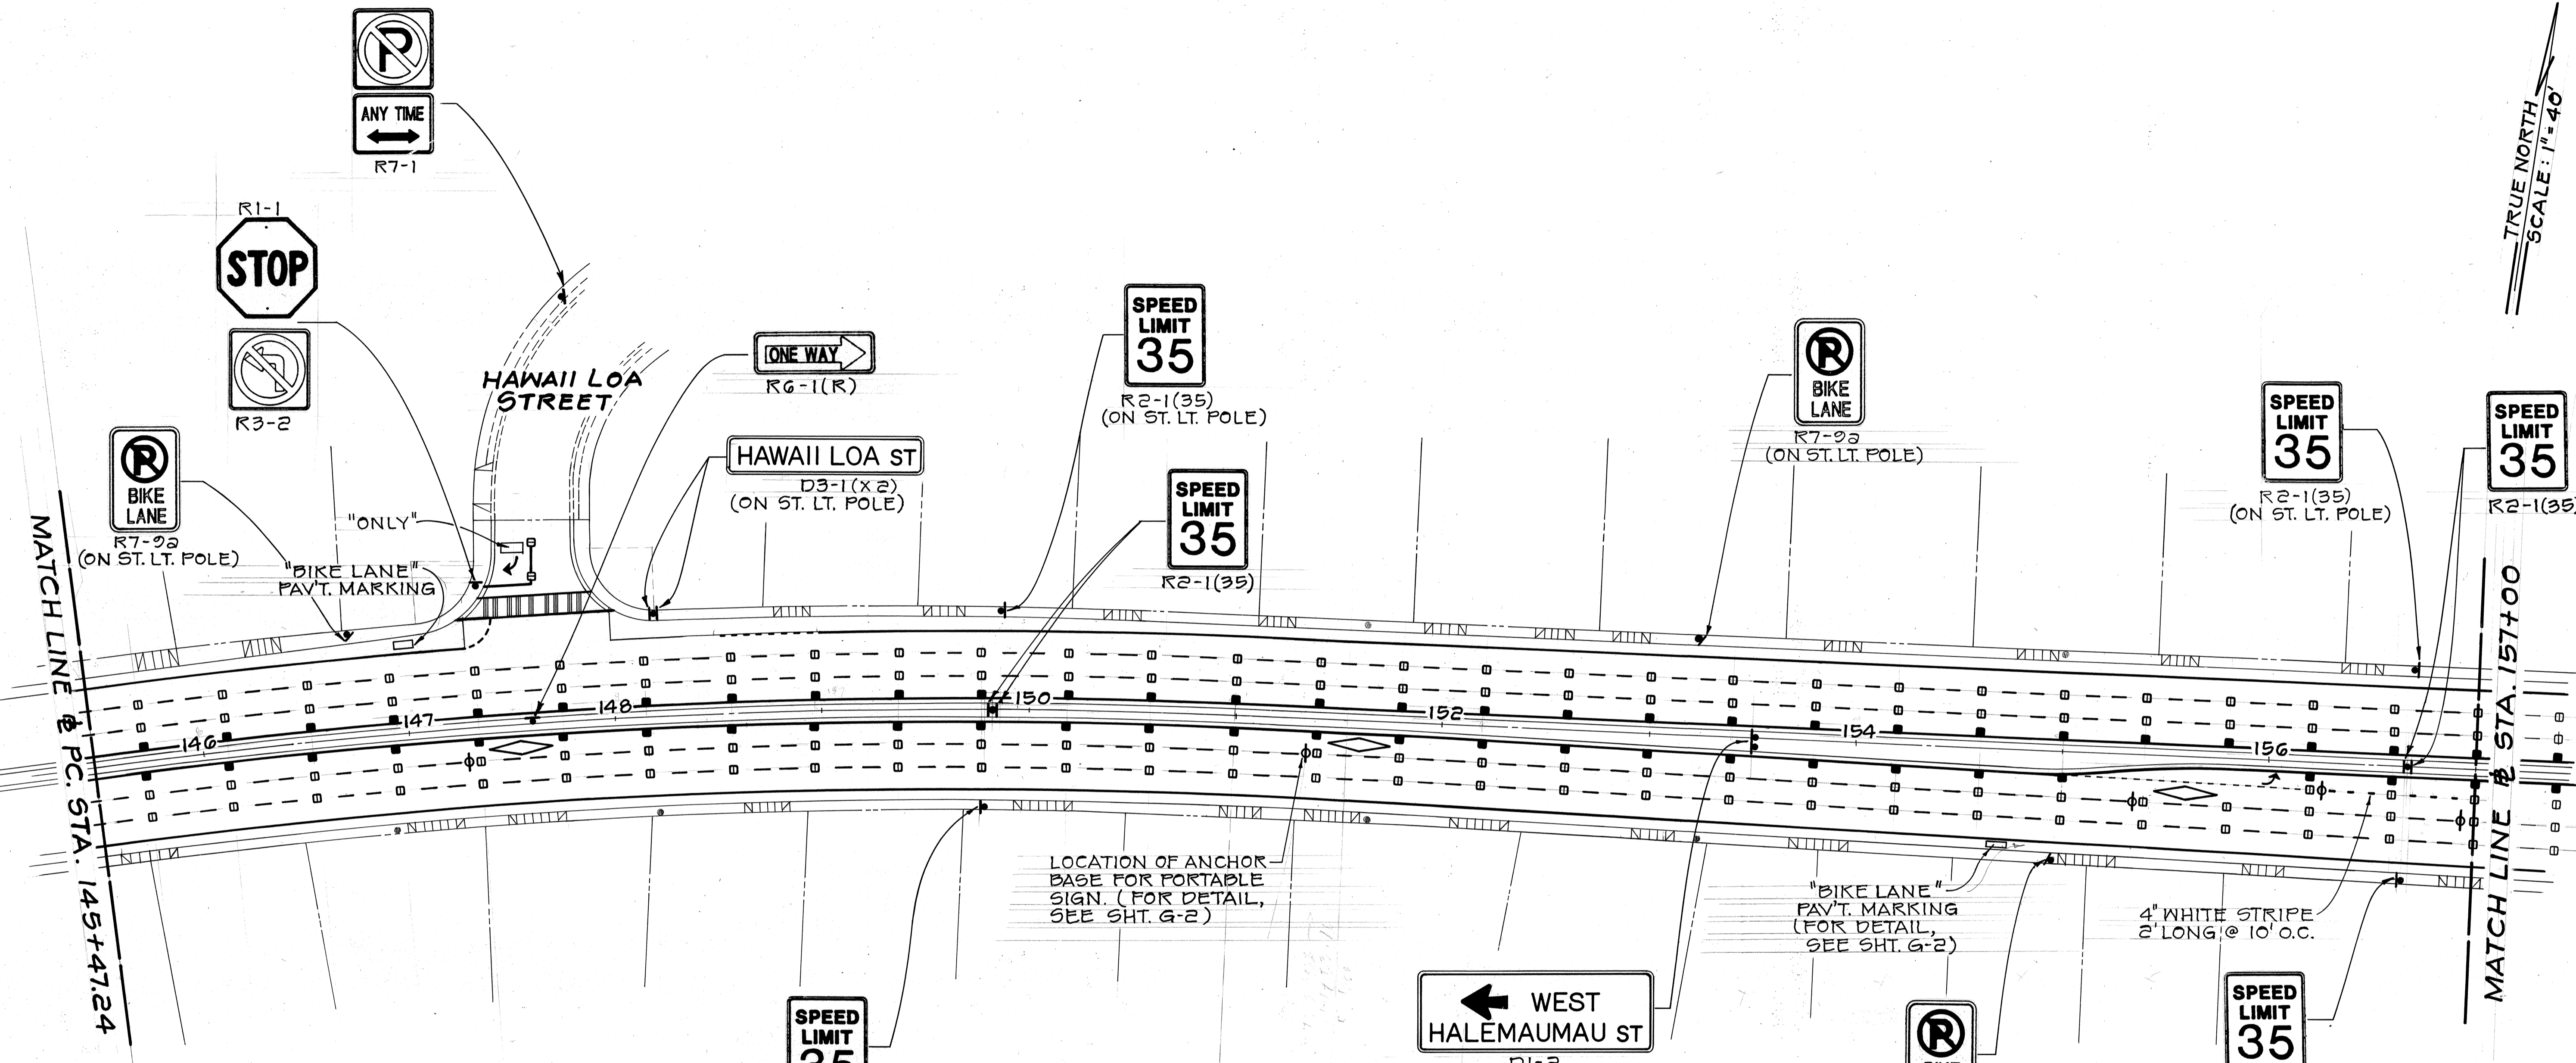 P
ANY TIME
R7-1
R1-1
STOP
R3-2
P
BIKE
LANE
R7-9a
(ON ST. LT. POLE)
"BIKE LANE"
PAV'T. MARKING
"ONLY"
HAWAII LOA
STREET
ONE WAY
R6-1(R)
HAWAII LOA ST
D3-1(X2)
(ON ST. LT. POLE)
SPEED
LIMIT
35
R2-1(35)
(ON ST. LT. POLE)
SPEED
LIMIT
35
R2-1(35)
P
BIKE
LANE
R7-9a
(ON ST. LT. POLE)
SPEED
LIMIT
35
R2-1(35)
(ON ST. LT. POLE)
SPEED
LIMIT
35
R2-1(35)
TRUE NORTH
SCALE: 1" = 40'
MATCH LINE ℄ PC. STA. 145+47.24
146
147
148
150
152
154
156
MATCH LINE ℄ STA. 157+00
LOCATION OF ANCHOR
BASE FOR PORTABLE
SIGN. (FOR DETAIL,
SEE SHT. G-2)
"BIKE LANE"
PAV'T. MARKING
(FOR DETAIL,
SEE SHT. G-2)
4" WHITE STRIPE
2' LONG @ 10' O.C.
SPEED
LIMIT
35
WEST
HALEMAUMAU ST
P
SPEED
LIMIT
35